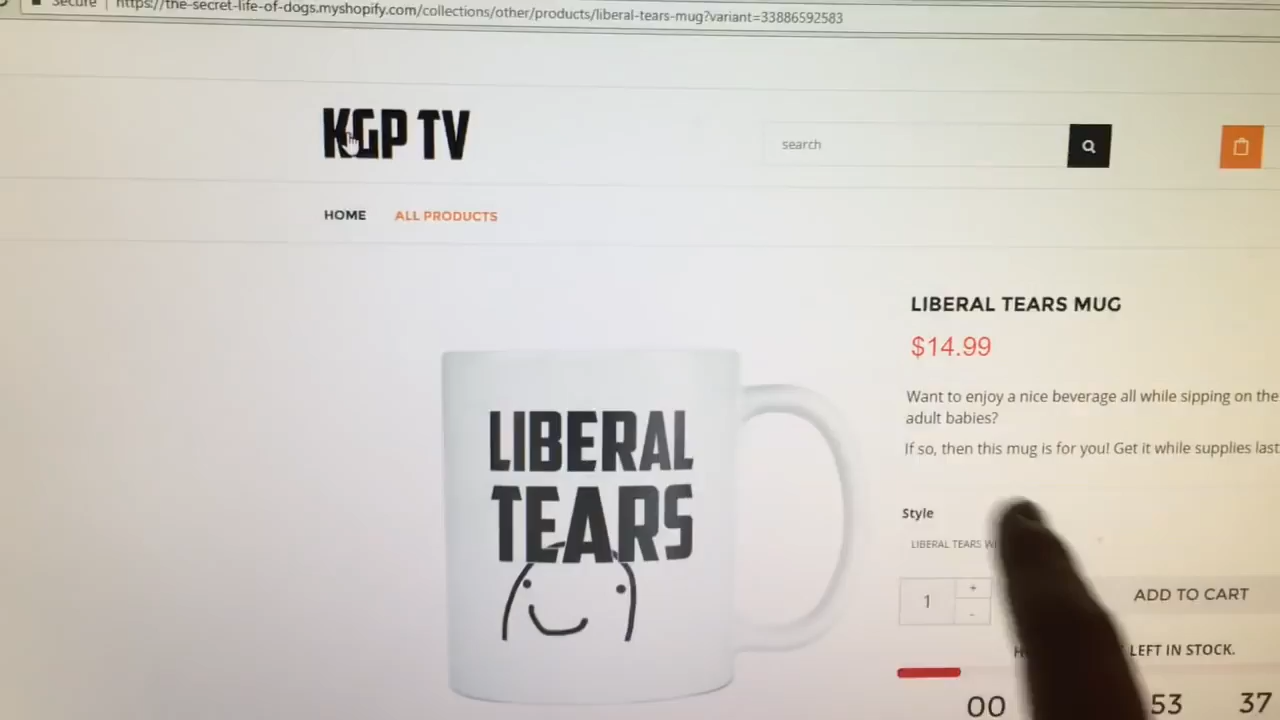 Secure https://the-secret-life-of-dogs.myshopify.com/collections/other/products/liberal-tears-mug?variant=33886592583
KGP TV
search
HOME ALL PRODUCTS
LIBERAL TEARS MUG
$14.99
Want to enjoy a nice beverage all while sipping on the
adult babies?
If so, then this mug is for you! Get it while supplies last
Style
LIBERAL TEARS
1 + -
ADD TO CART
LEFT IN STOCK.
00 53 37
LIBERAL
TEARS